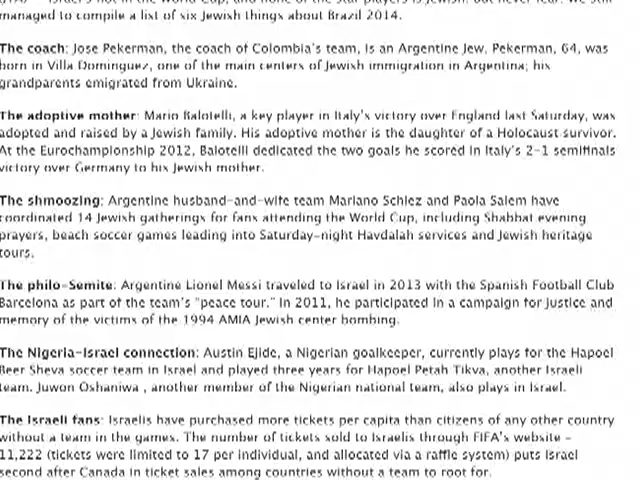 (JTA) — Israel's not in the World Cup, and none of the star players is Jewish, but never fear: We still
managed to compile a list of six Jewish things about Brazil 2014.
The coach: Jose Pekerman, the coach of Colombia's team, is an Argentine Jew. Pekerman, 64, was
born in Villa Dominguez, one of the main centers of Jewish immigration in Argentina; his
grandparents emigrated from Ukraine.
The adoptive mother: Mario Balotelli, a key player in Italy's victory over England last Saturday, was
adopted and raised by a Jewish family. His adoptive mother is the daughter of a Holocaust survivor.
At the Eurochampionship 2012, Balotelli dedicated the two goals he scored in Italy's 2-1 semifinals
victory over Germany to his Jewish mother.
The shmoozing: Argentine husband-and-wife team Mariano Schlez and Paola Salem have
coordinated 14 Jewish gatherings for fans attending the World Cup, including Shabbat evening
prayers, beach soccer games leading into Saturday-night Havdalah services and Jewish heritage
tours.
The philo-Semite: Argentine Lionel Messi traveled to Israel in 2013 with the Spanish Football Club
Barcelona as part of the team's "peace tour." In 2011, he participated in a campaign for justice and
memory of the victims of the 1994 AMIA Jewish center bombing.
The Nigeria-Israel connection: Austin Ejide, a Nigerian goalkeeper, currently plays for the Hapoel
Beer Sheva soccer team in Israel and played three years for Hapoel Petah Tikva, another Israeli
team. Juwon Oshaniwa , another member of the Nigerian national team, also plays in Israel.
The Israeli fans: Israelis have purchased more tickets per capita than citizens of any other country
without a team in the games. The number of tickets sold to Israelis through FIFA's website –
11,222 (tickets were limited to 17 per individual, and allocated via a raffle system) puts Israel
second after Canada in ticket sales among countries without a team to root for.